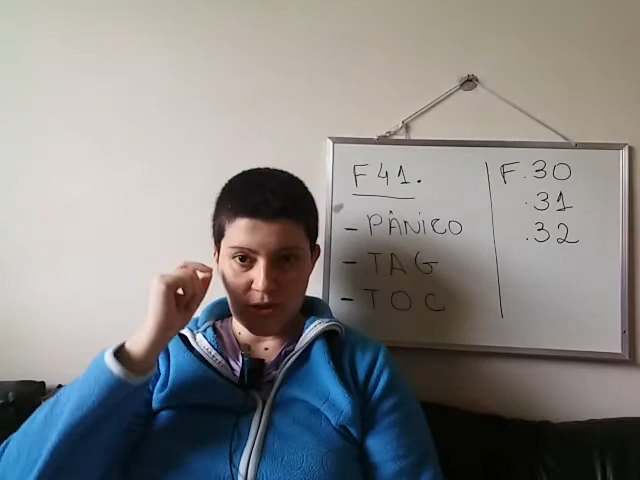 F41.
- PÂNICO
- TAG
- TOC
F.30
.31
.32